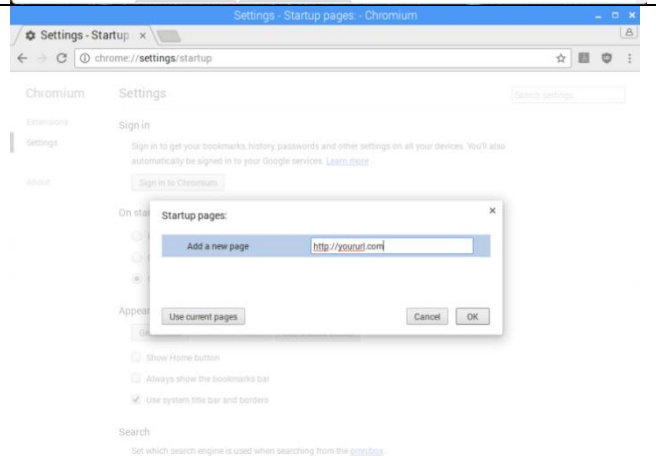 Settings - Startup pages: - Chromium
Settings - Startup
chrome://settings/startup
Chromium
Settings
Search settings
Extensions
Sign in
Settings
Sign in to get your bookmarks, history, passwords and other settings on all your devices. You'll also
automatically be signed in to your Google services. Learn more
About
Sign in to Chromium
On star
Startup pages:
Add a new page
http://yoururl.com
Appear
Use current pages
Cancel
OK
Show Home button
Always show the bookmarks bar
Use system title bar and borders
Search
Set which search engine is used when searching from the omnibox.